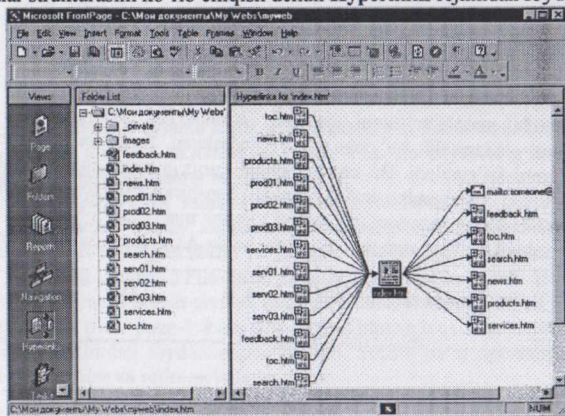 Microsoft FrontPage - C:\Мои документы\My Webs\myweb
File Edit View Insert Format Tools Table Frames Window Help
Views
Folder List
Hyperlinks for 'index.htm'
Page
Folders
Reports
Navigation
Hyperlinks
C:\Мои документы\My Webs\
_private
images
feedback.htm
index.htm
news.htm
prod01.htm
prod02.htm
prod03.htm
products.htm
search.htm
serv01.htm
serv02.htm
serv03.htm
services.htm
toc.htm
toc.htm
news.htm
products.htm
prod01.htm
prod02.htm
prod03.htm
services.htm
serv01.htm
serv02.htm
serv03.htm
feedback.htm
toc.htm
search.htm
index.htm
mailto:someone@
feedback.htm
toc.htm
search.htm
news.htm
products.htm
services.htm
C:\Мои документы\My Webs\myweb\index.htm
NUM